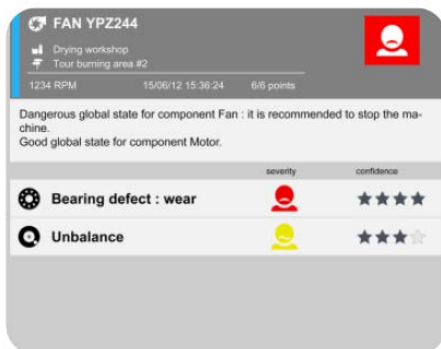 FAN YPZ244
Drying workshop
Tour burning area #2
1234 RPM 15/06/12 15:36:24 6/6 points
Dangerous global state for component Fan : it is recommended to stop the ma-
chine.
Good global state for component Motor.
severity confidence
Bearing defect : wear
Unbalance